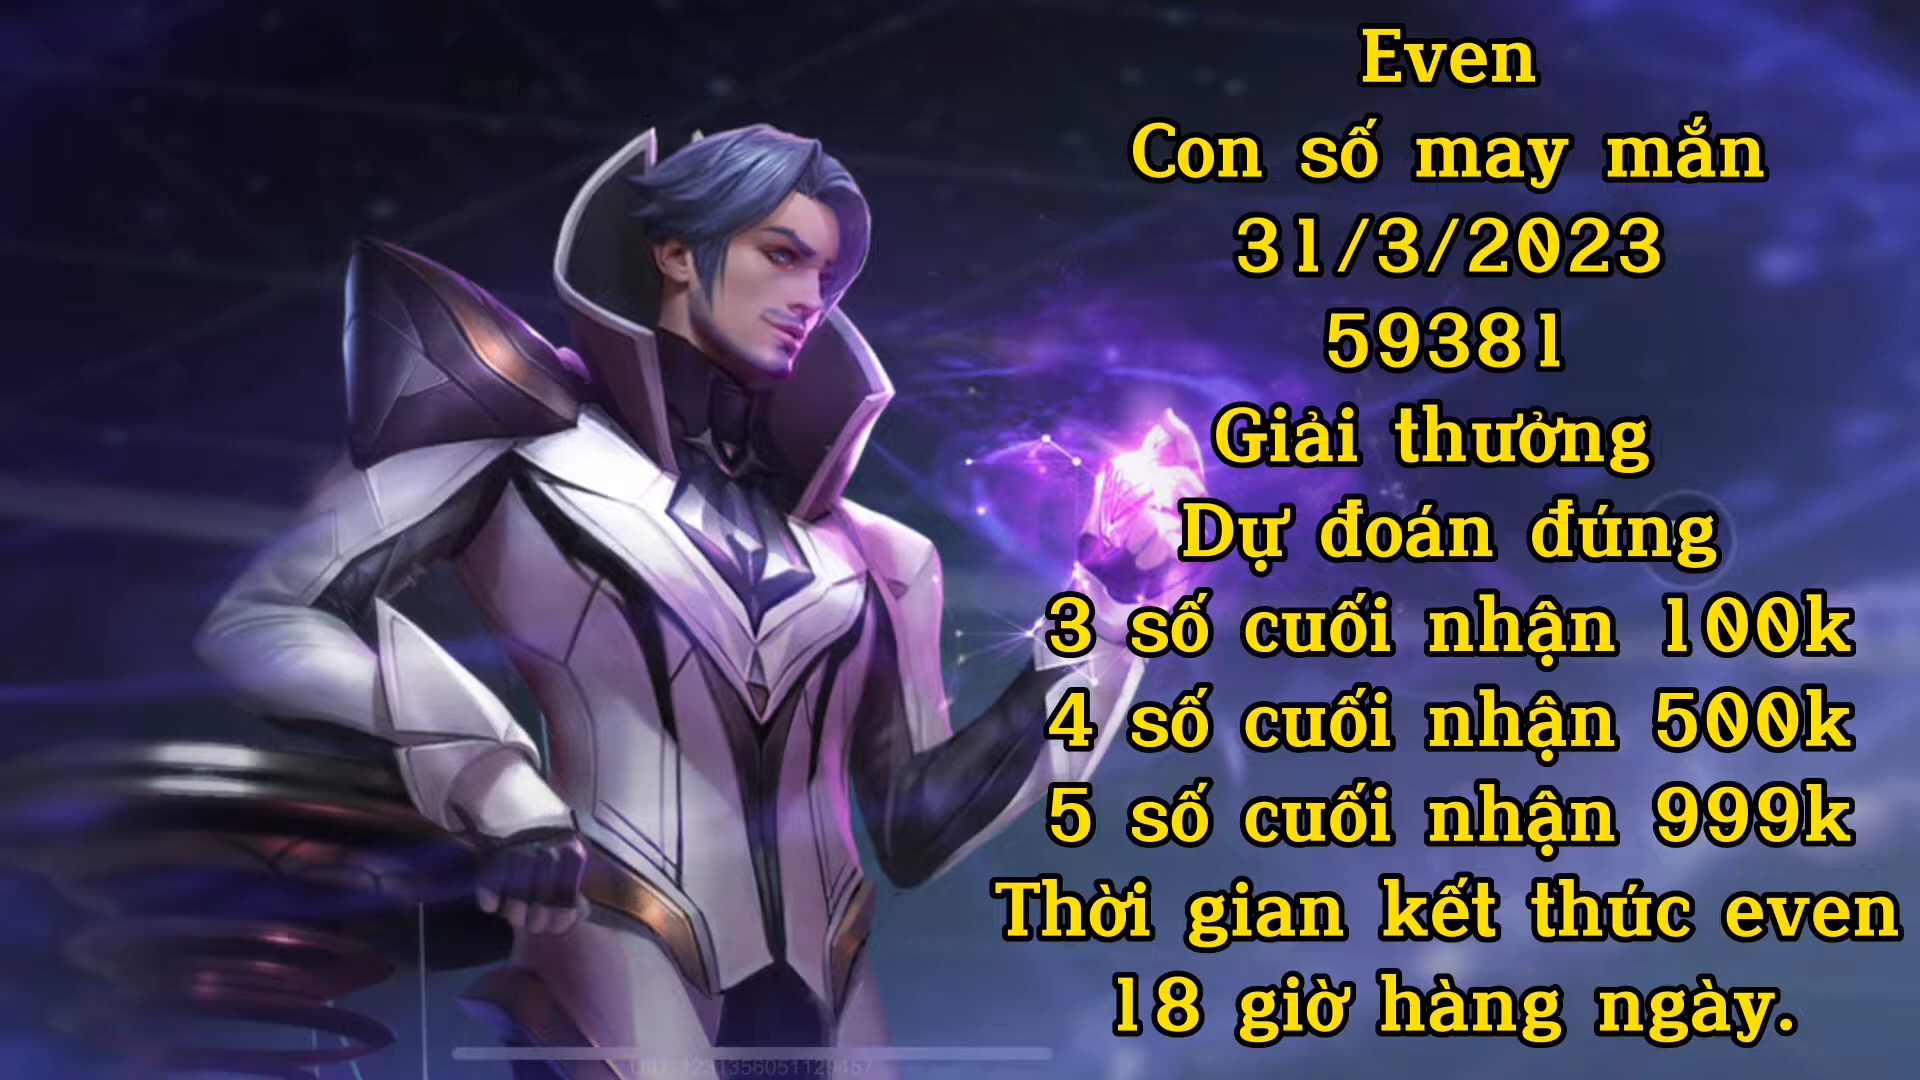 Even
Con số may mắn
31/3/2023
59381
Giải thưởng
Dự đoán đúng
3 số cuối nhận 100k
4 số cuối nhận 500k
5 số cuối nhận 999k
Thời gian kết thúc even
18 giờ hàng ngày.